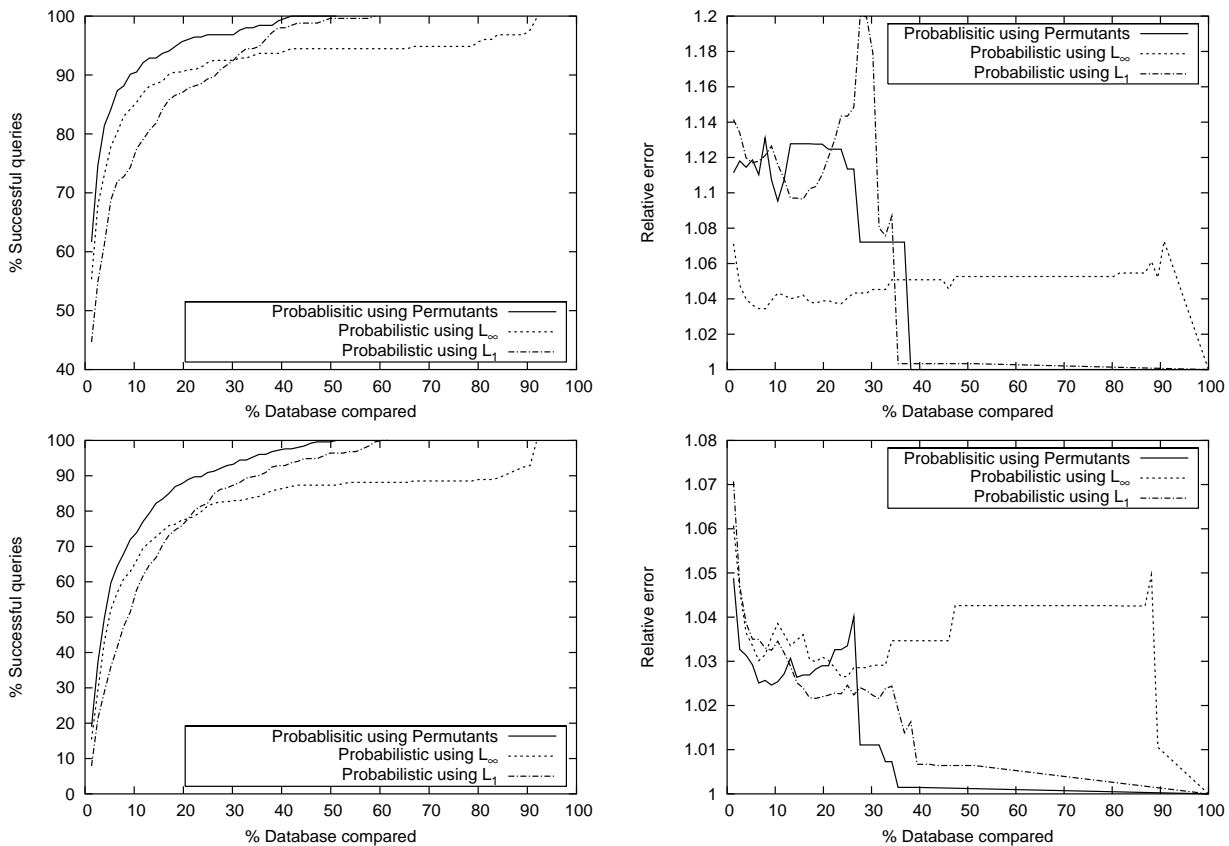 100
90
80
70
60
50
40
0 10 20 30 40 50 60 70 80 90 100
% Successful queries
% Database compared
Probablisitic using Permutants
Probabilistic using L∞
Probabilistic using L1
1.2
1.18
1.16
1.14
1.12
1.1
1.08
1.06
1.04
1.02
1
0 10 20 30 40 50 60 70 80 90 100
Relative error
% Database compared
Probablisitic using Permutants
Probabilistic using L∞
Probabilistic using L1
100
90
80
70
60
50
40
30
20
10
0
0 10 20 30 40 50 60 70 80 90 100
% Successful queries
% Database compared
Probablisitic using Permutants
Probabilistic using L∞
Probabilistic using L1
1.08
1.07
1.06
1.05
1.04
1.03
1.02
1.01
1
0 10 20 30 40 50 60 70 80 90 100
Relative error
% Database compared
Probablisitic using Permutants
Probabilistic using L∞
Probabilistic using L1